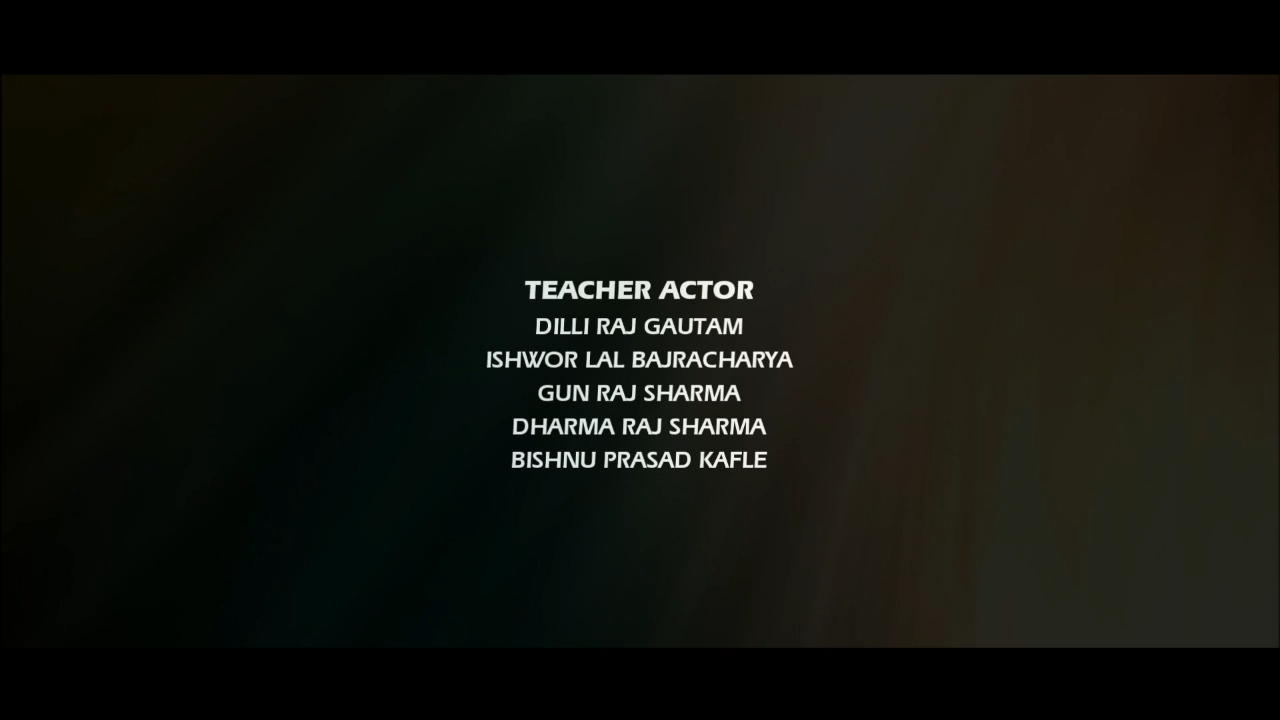 TEACHER ACTOR
DILLI RAJ GAUTAM
ISHWOR LAL BAJRACHARYA
GUN RAJ SHARMA
DHARMA RAJ SHARMA
BISHNU PRASAD KAFLE